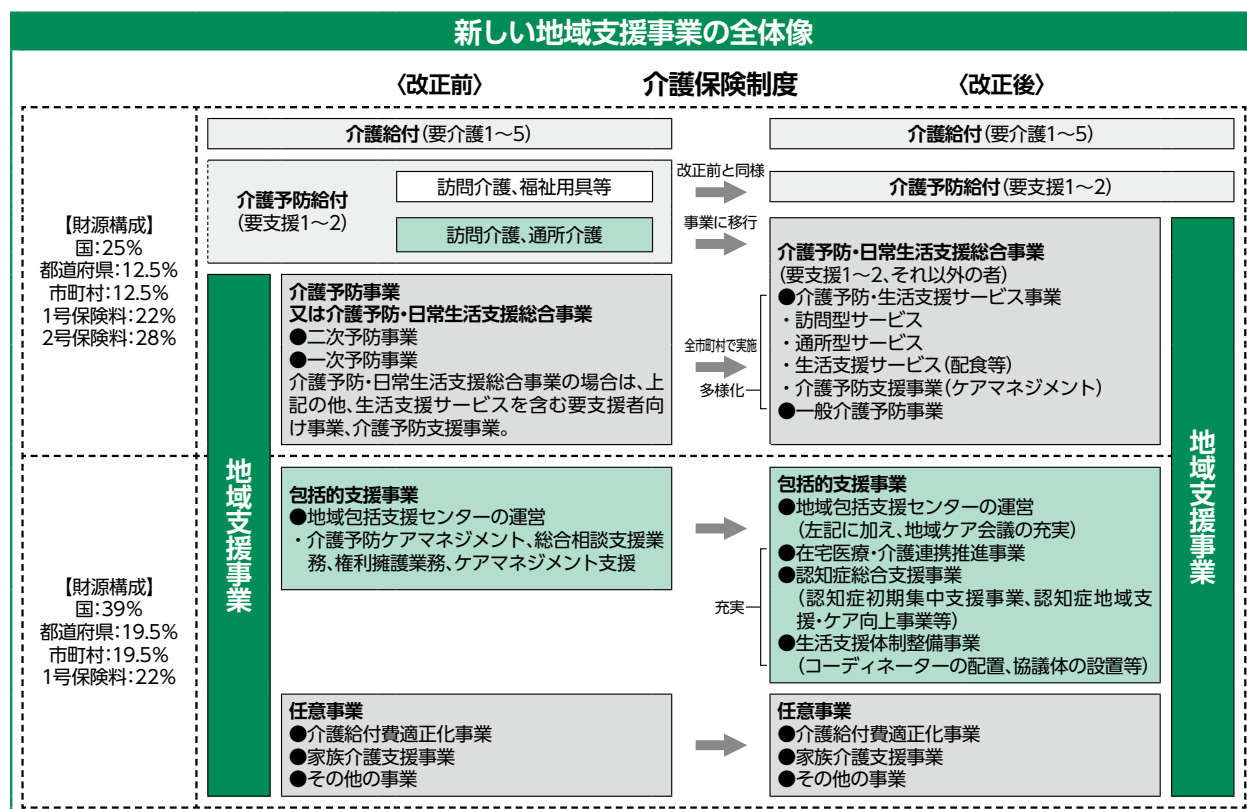 新しい地域支援事業の全体像
〈改正前〉
介護保険制度
〈改正後〉
【財源構成】
国:25%
都道府県:12.5%
市町村:12.5%
1号保険料:22%
2号保険料:28%
介護給付(要介護1～5)
介護予防給付
(要支援1～2)
訪問介護、福祉用具等
訪問介護、通所介護
介護予防事業
又は介護予防・日常生活支援総合事業
●二次予防事業
●一次予防事業
介護予防・日常生活支援総合事業の場合は、上
記の他、生活支援サービスを含む要支援者向
け事業、介護予防支援事業。
改正前と同様
事業に移行
全市町村で実施
多様化
介護給付(要介護1～5)
介護予防給付(要支援1～2)
介護予防・日常生活支援総合事業
(要支援1～2、それ以外の者)
●介護予防・生活支援サービス事業
・訪問型サービス
・通所型サービス
・生活支援サービス(配食等)
・介護予防支援事業(ケアマネジメント)
●一般介護予防事業
【財源構成】
国:39%
都道府県:19.5%
市町村:19.5%
1号保険料:22%
地域支援事業
包括的支援事業
●地域包括支援センターの運営
・介護予防ケアマネジメント、総合相談支援業
務、権利擁護業務、ケアマネジメント支援
充実
包括的支援事業
●地域包括支援センターの運営
(左記に加え、地域ケア会議の充実)
●在宅医療・介護連携推進事業
●認知症総合支援事業
(認知症初期集中支援事業、認知症地域支
援・ケア向上事業等)
●生活支援体制整備事業
(コーディネーターの配置、協議体の設置等)
地域支援事業
任意事業
●介護給付費適正化事業
●家族介護支援事業
●その他の事業
任意事業
●介護給付費適正化事業
●家族介護支援事業
●その他の事業